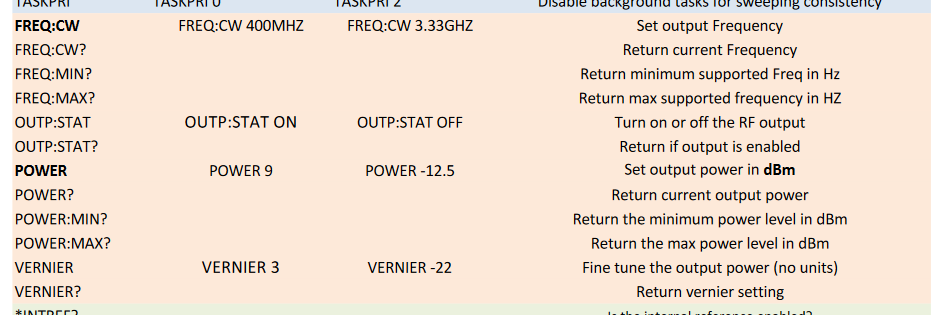 TASKPRI TASKPRI 0 TASKPRI 2 Disable background tasks for sweeping consistency
FREQ:CW FREQ:CW 400MHZ FREQ:CW 3.33GHZ Set output Frequency
FREQ:CW? Return current Frequency
FREQ:MIN? Return minimum supported Freq in Hz
FREQ:MAX? Return max supported frequency in HZ
OUTP:STAT OUTP:STAT ON OUTP:STAT OFF Turn on or off the RF output
OUTP:STAT? Return if output is enabled
POWER POWER 9 POWER -12.5 Set output power in dBm
POWER? Return current output power
POWER:MIN? Return the minimum power level in dBm
POWER:MAX? Return the max power level in dBm
VERNIER VERNIER 3 VERNIER -22 Fine tune the output power (no units)
VERNIER? Return vernier setting
*INTREF? Is the internal reference enabled?